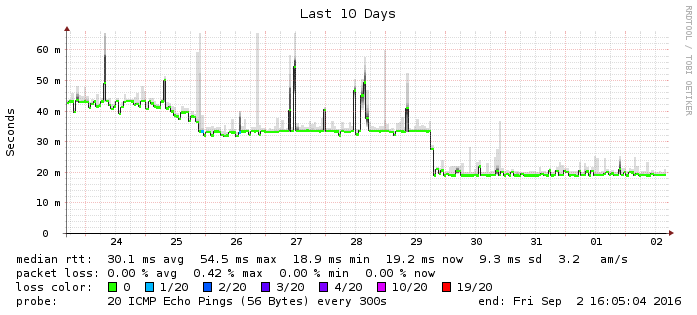 Last 10 Days
RRDTOOL / TOBI OETIKER
Seconds
60 m
50 m
40 m
30 m
20 m
10 m
0
24 25 26 27 28 29 30 31 01 02
median rtt: 30.1 ms avg 54.5 ms max 18.9 ms min 19.2 ms now 9.3 ms sd 3.2 am/s
packet loss: 0.00 % avg 0.42 % max 0.00 % min 0.00 % now
loss color: 0 1/20 2/20 3/20 4/20 10/20 19/20
probe: 20 ICMP Echo Pings (56 Bytes) every 300s end: Fri Sep 2 16:05:04 2016